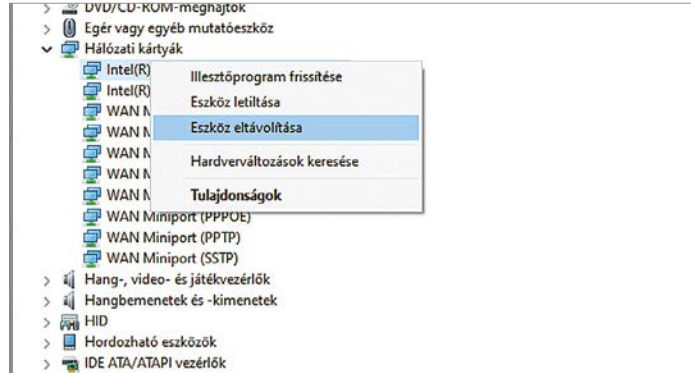 DVD/CD-ROM-meghajtók
Egér vagy egyéb mutatóeszköz
Hálózati kártyák
Intel(R)
Intel(R)
WAN M
WAN M
WAN M
WAN M
WAN M
WAN Miniport (PPPOE)
WAN Miniport (PPTP)
WAN Miniport (SSTP)
Illesztőprogram frissítése
Eszköz letiltása
Eszköz eltávolítása
Hardverváltozások keresése
Tulajdonságok
Hang-, video- és játékvezérlők
Hangbemenetek és -kimenetek
HID
Hordozható eszközök
IDE ATA/ATAPI vezérlők